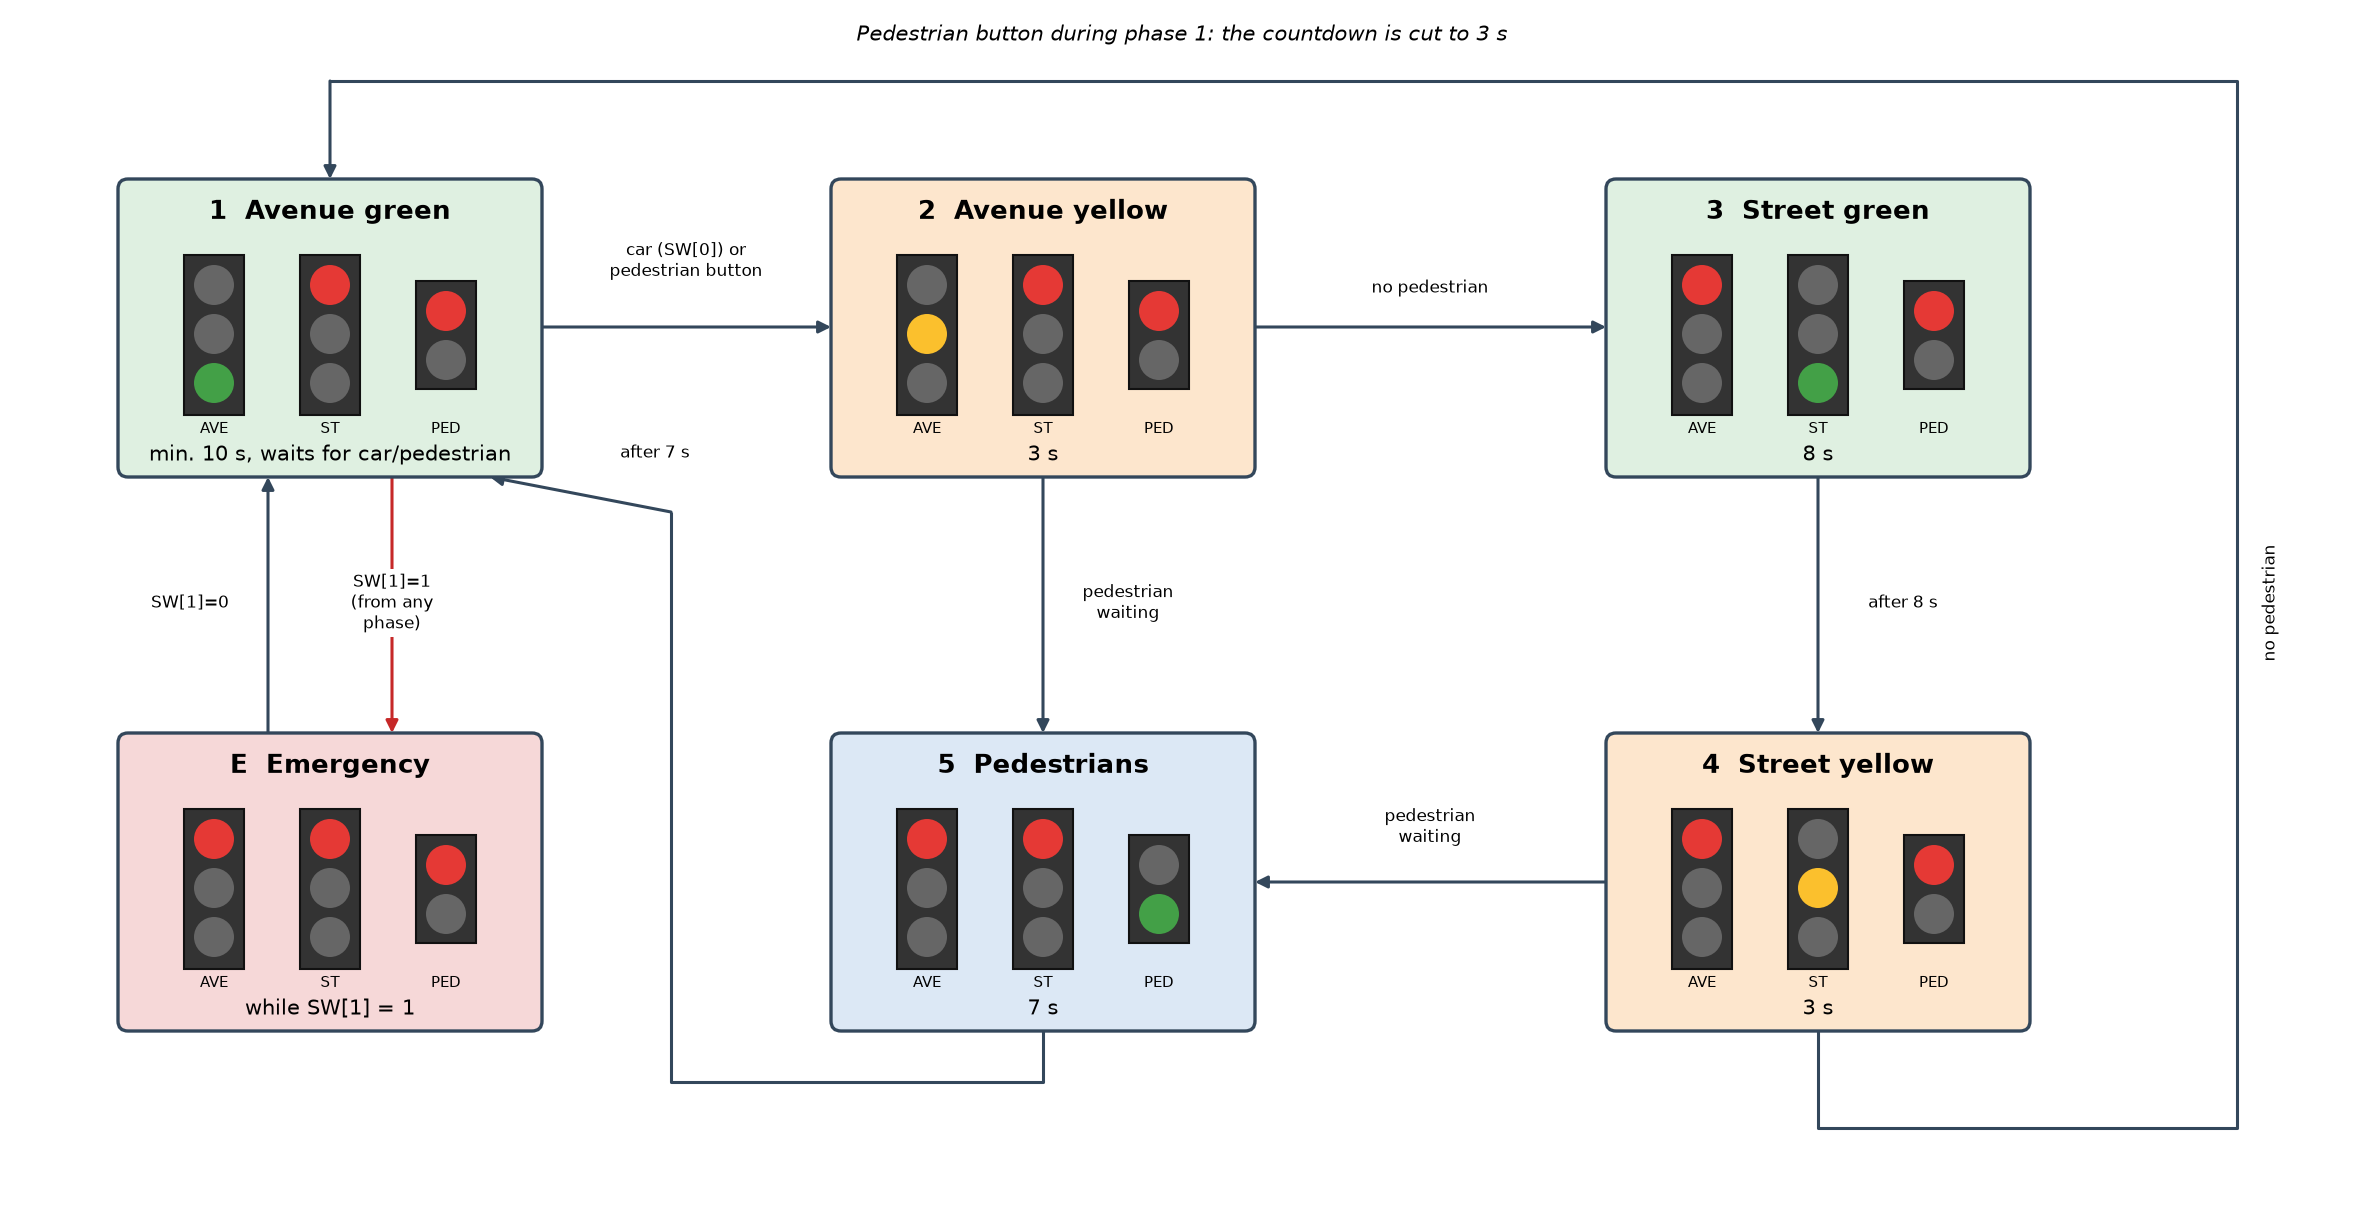 Pedestrian button during phase 1: the countdown is cut to 3 s
1 Avenue green
AVE
ST
PED
min. 10 s, waits for car/pedestrian
car (SW[0]) or
pedestrian button
2 Avenue yellow
AVE
ST
PED
3 s
no pedestrian
3 Street green
AVE
ST
PED
8 s
after 7 s
SW[1]=0
SW[1]=1
(from any
phase)
pedestrian
waiting
after 8 s
no pedestrian
E Emergency
AVE
ST
PED
while SW[1] = 1
5 Pedestrians
AVE
ST
PED
7 s
pedestrian
waiting
4 Street yellow
AVE
ST
PED
3 s